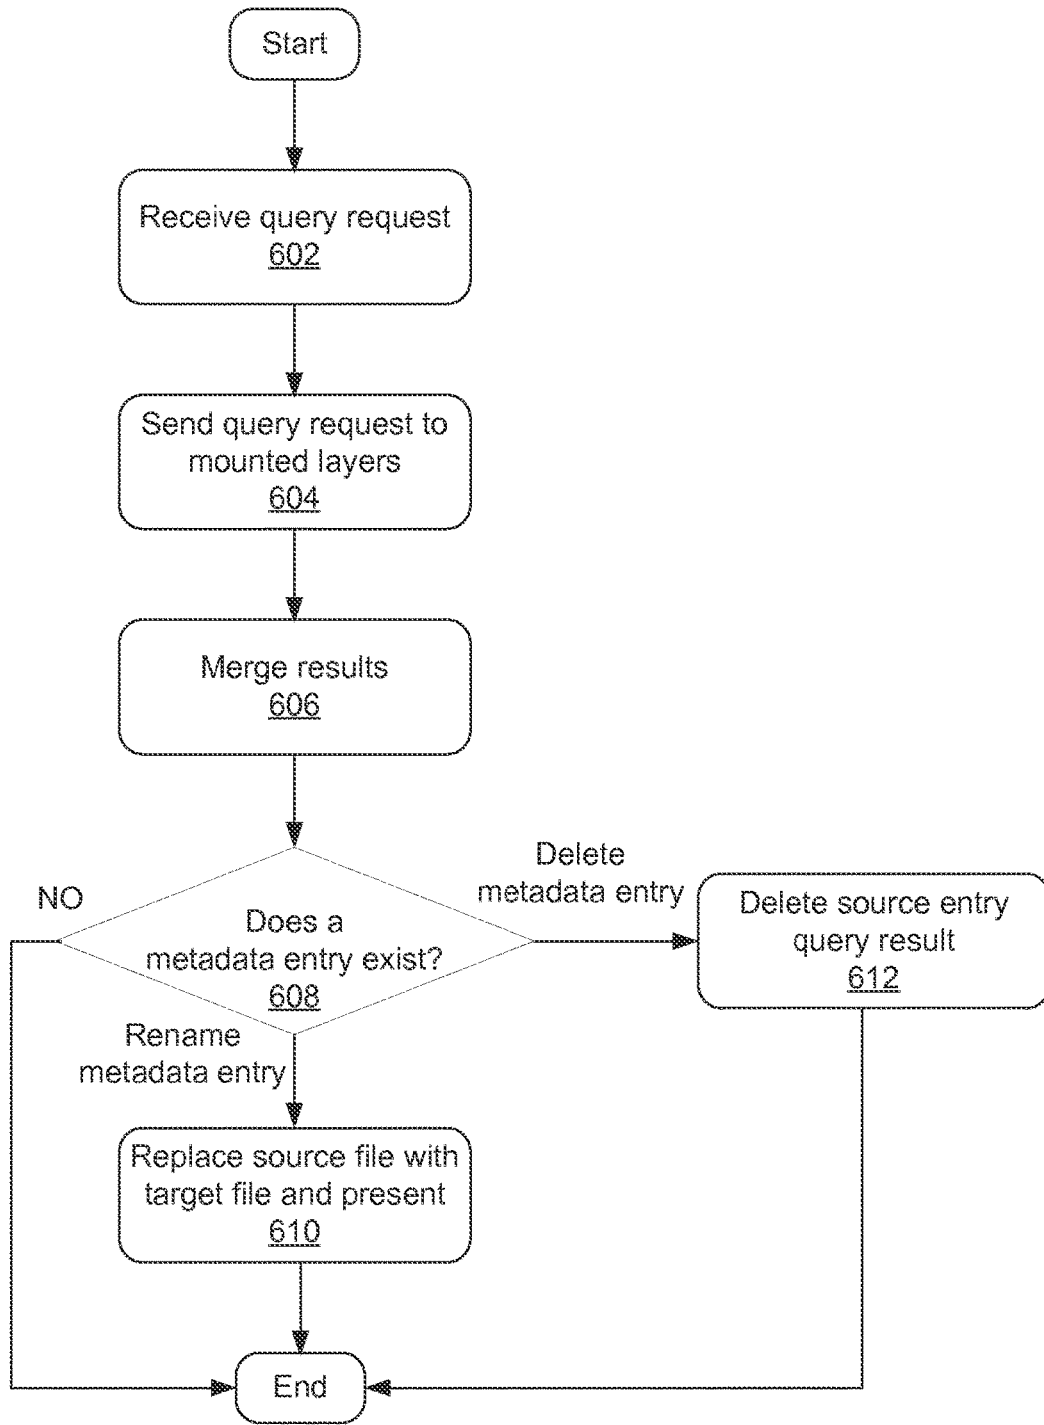 Start
Receive query request
602
Send query request to
mounted layers
604
Merge results
606
Delete
metadata entry
NO
Does a
metadata entry exist?
608
Delete source entry
query result
612
Rename
metadata entry
Replace source file with
target file and present
610
End